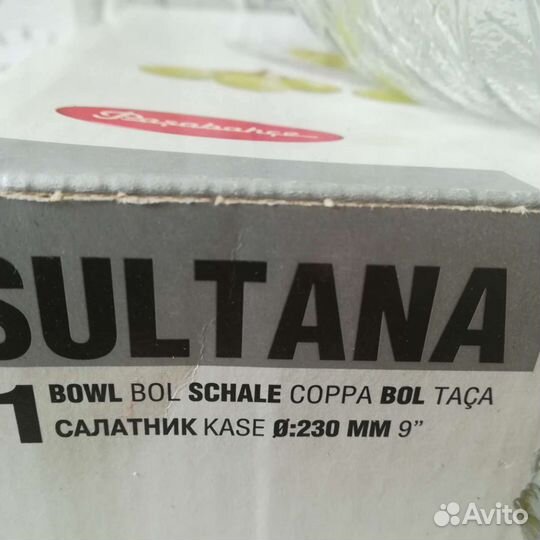 Paşabahçe
SULTANA
1 BOWL BOL SCHALE COPPA BOL TAÇA
САЛАТНИК KASE Ø:230 MM 9”
Avito